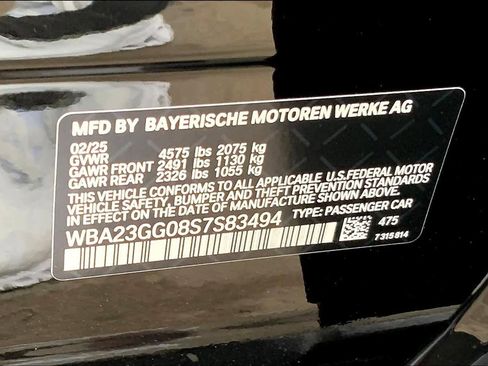 MFD BY BAYERISCHE MOTOREN WERKE AG
02/25
GVWR 4575 lbs 2075 kg
GAWR FRONT 2491 lbs 1130 kg
GAWR REAR 2326 lbs 1055 kg
THIS VEHICLE CONFORMS TO ALL APPLICABLE U.S.FEDERAL MOTOR
VEHICLE SAFETY, BUMPER AND THEFT PREVENTION STANDARDS
IN EFFECT ON THE DATE OF MANUFACTURE SHOWN ABOVE.
WBA23GG08S7S83494 TYPE: PASSENGER CAR
475
7315814